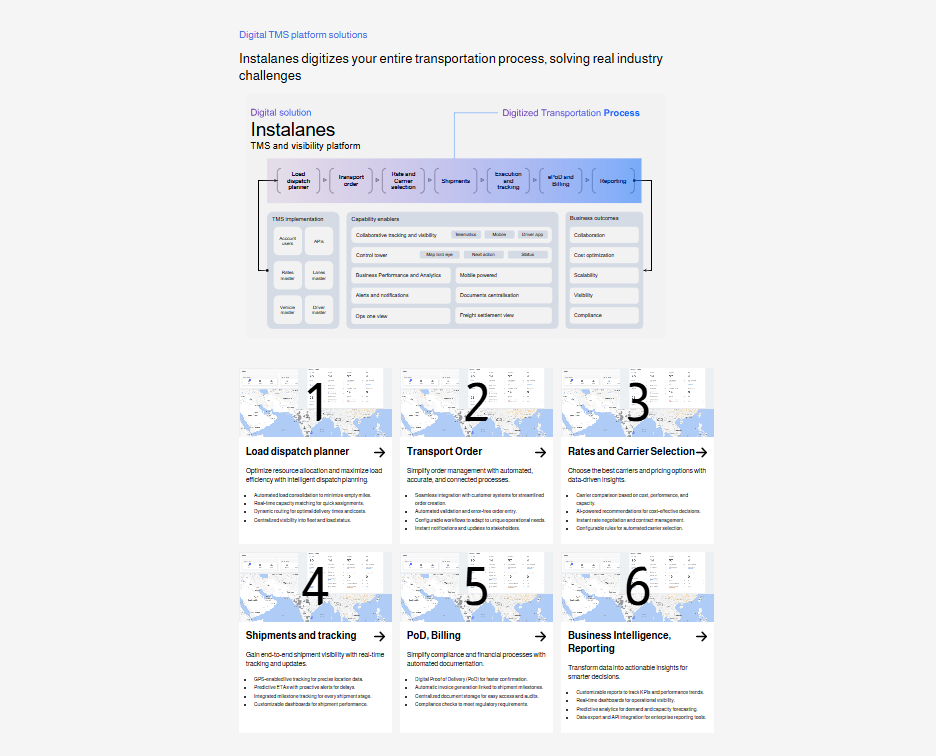 Digital TMS platform solutions
Instalanes digitizes your entire transportation process, solving real industry
challenges
Digital solution
Digitized Transportation Process
Instalanes
TMS and visibility platform
Load
dispatch
planner
Transport
order
Rate and
Carrier
selection
Shipments
Execution
and
tracking
ePoD and
Billing
Reporting
TMS implementation
Account
users
APIs
Rates
master
Lanes
master
Vehicle
master
Driver
master
Capability enablers
Collaborative tracking and visibility
Telematics
Mobile
Driver app
Control tower
Map bird eye
Next action
Status
Business Performance and Analytics
Mobile powered
Alerts and notifications
Documents centralisation
Ops one view
Freight settlement view
Business outcomes
Collaboration
Cost optimization
Scalability
Visibility
Compliance
1
Load dispatch planner
Optimize resource allocation and maximize load
efficiency with intelligent dispatch planning.
Automated load consolidation to minimize empty miles.
Real-time capacity matching for quick assignments.
Dynamic routing for optimal delivery times and costs.
Centralized visibility into fleet and load status.
2
Transport Order
Simplify order management with automated,
accurate, and connected processes.
Seamless integration with customer systems for streamlined
order creation.
Automated validation and error-free order entry.
Configurable workflows to adapt to unique operational needs.
Instant notifications and updates to stakeholders.
3
Rates and Carrier Selection
Choose the best carriers and pricing options with
data-driven insights.
Carrier comparison based on cost, performance, and
capacity.
AI-powered recommendations for cost-effective decisions.
Instant rate negotiation and contract management.
Configurable rules for automated carrier selection.
4
Shipments and tracking
Gain end-to-end shipment visibility with real-time
tracking and updates.
GPS-enabled live tracking for precise location data.
Predictive ETAs with proactive alerts for delays.
Integrated milestone tracking for every shipment stage.
Customizable dashboards for shipment performance.
5
PoD, Billing
Simplify compliance and financial processes with
automated documentation.
Digital Proof of Delivery (PoD) for faster confirmation.
Automatic invoice generation linked to shipment milestones.
Centralized document storage for easy access and audits.
Compliance checks to meet regulatory requirements.
6
Business Intelligence,
Reporting
Transform data into actionable insights for
smarter decisions.
Customizable reports to track KPIs and performance trends.
Real-time dashboards for operational visibility.
Predictive analytics for demand and capacity forecasting.
Data export and API integration for enterprise reporting tools.